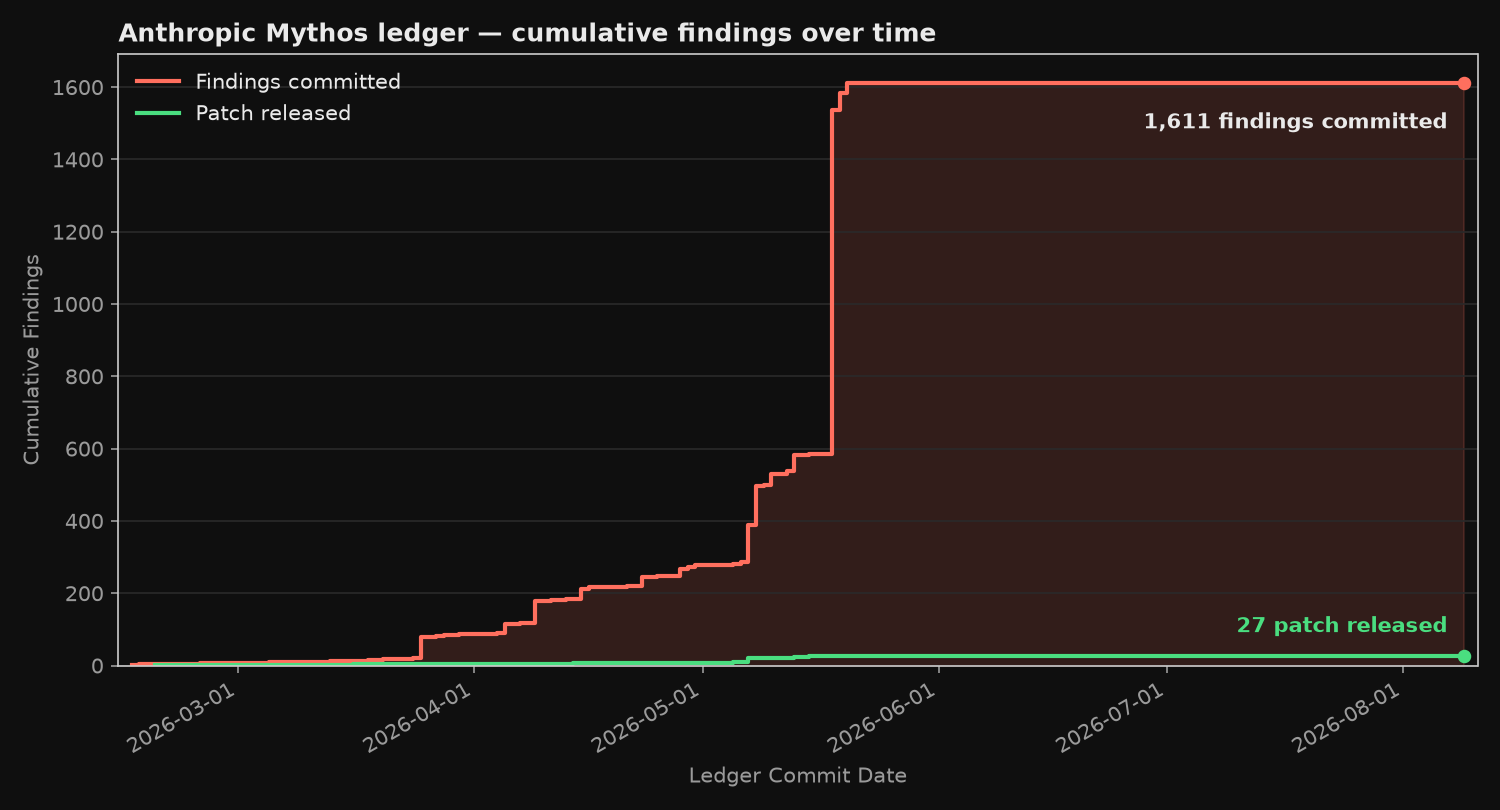 Anthropic Mythos ledger — cumulative findings over time
Findings committed
Patch released
1600
1400
1200
1000
800
600
400
200
0
Cumulative Findings
1,611 findings committed
27 patch released
2026-03-01
2026-04-01
2026-05-01
2026-06-01
2026-07-01
2026-08-01
Ledger Commit Date